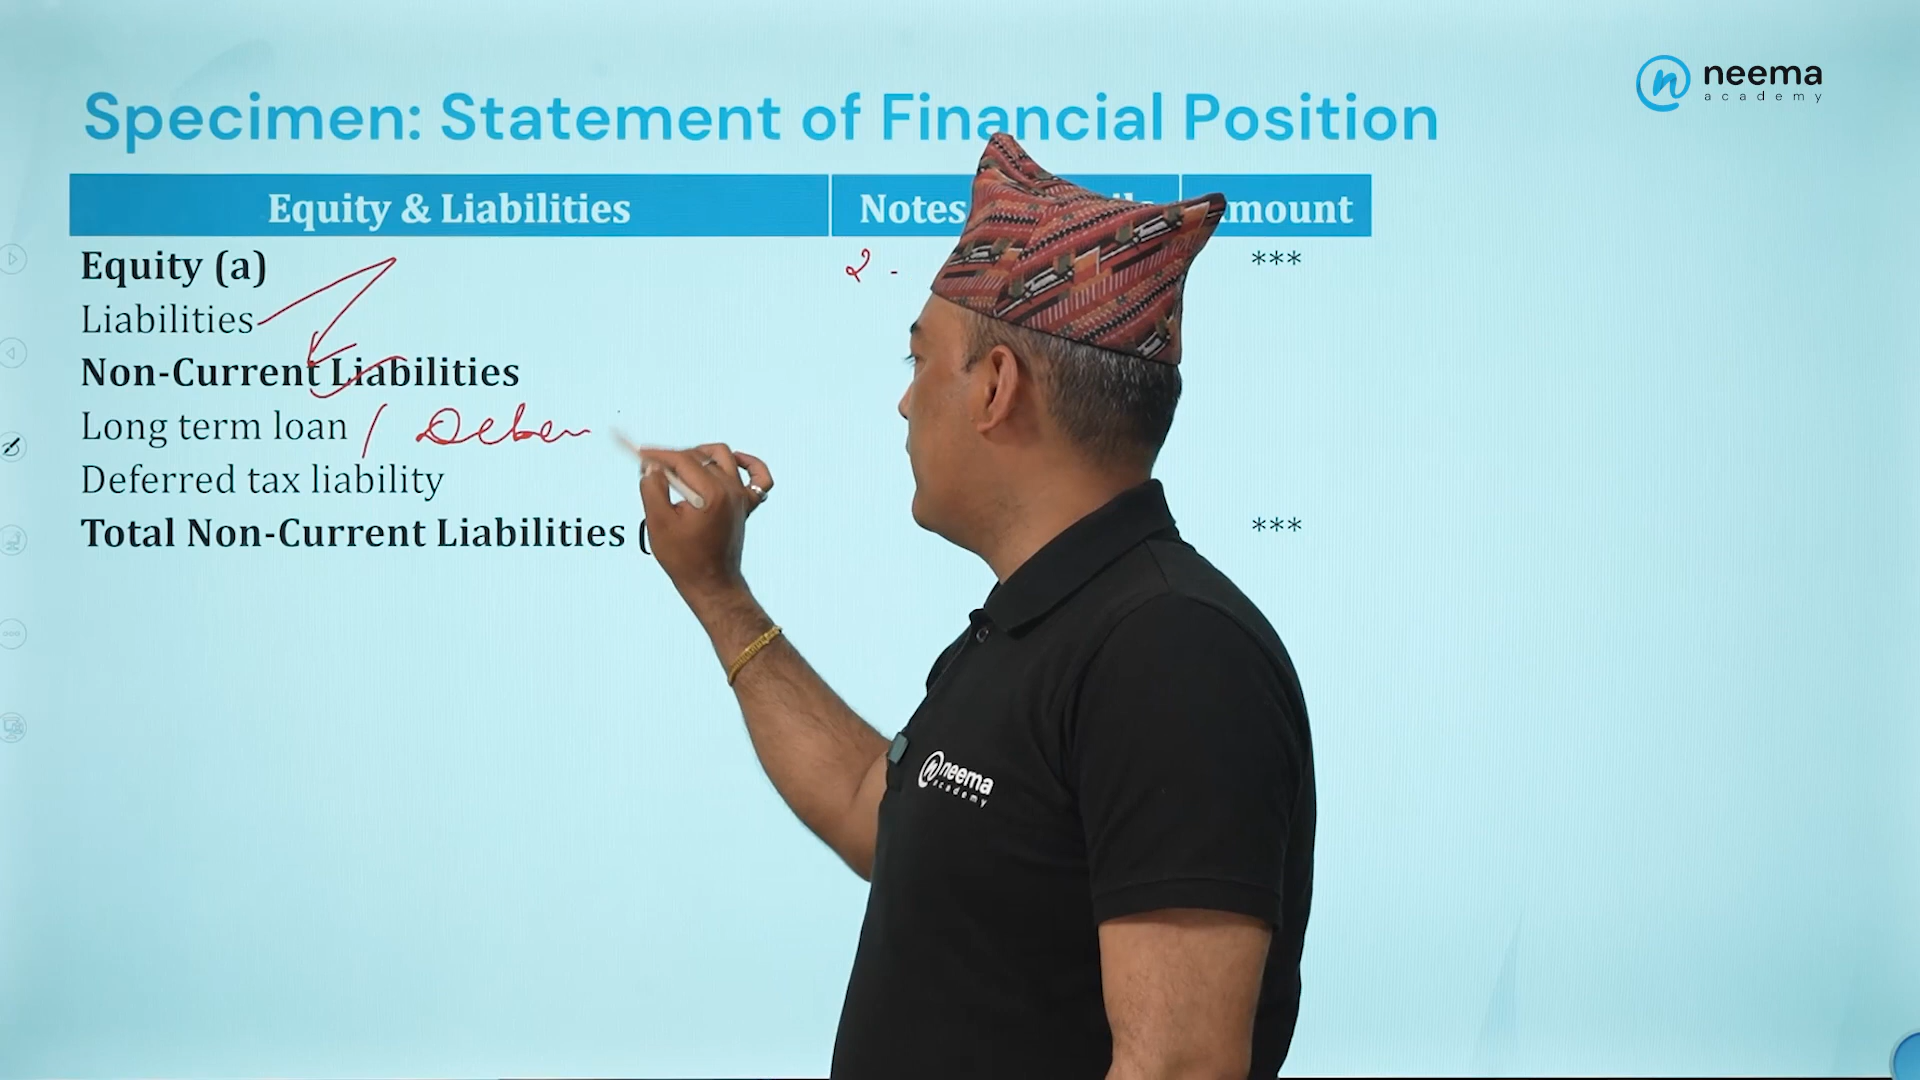 neema
academy
Specimen: Statement of Financial Position
Equity & Liabilities Notes mount
Equity (a) २ - ***
Liabilities
Non-Current Liabilities
Long term loan / Deben
Deferred tax liability
Total Non-Current Liabilities ( ***
neema
academy